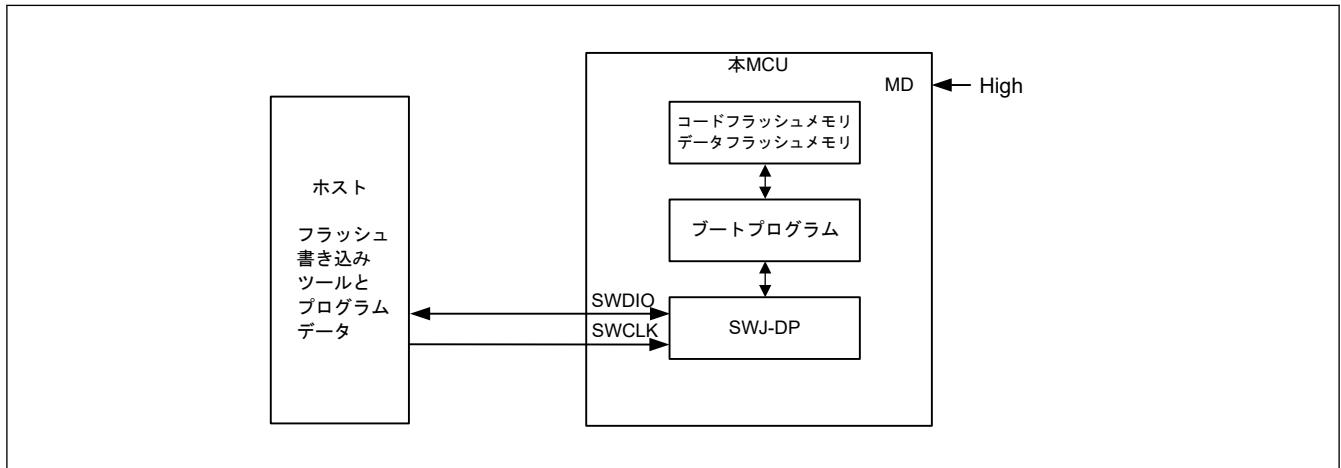 本MCU
MD
High
コードフラッシュメモリ
データフラッシュメモリ
ホスト
フラッシュ
書き込み
ツールと
プログラム
データ
ブートプログラム
SWDIO
SWCLK
SWJ-DP